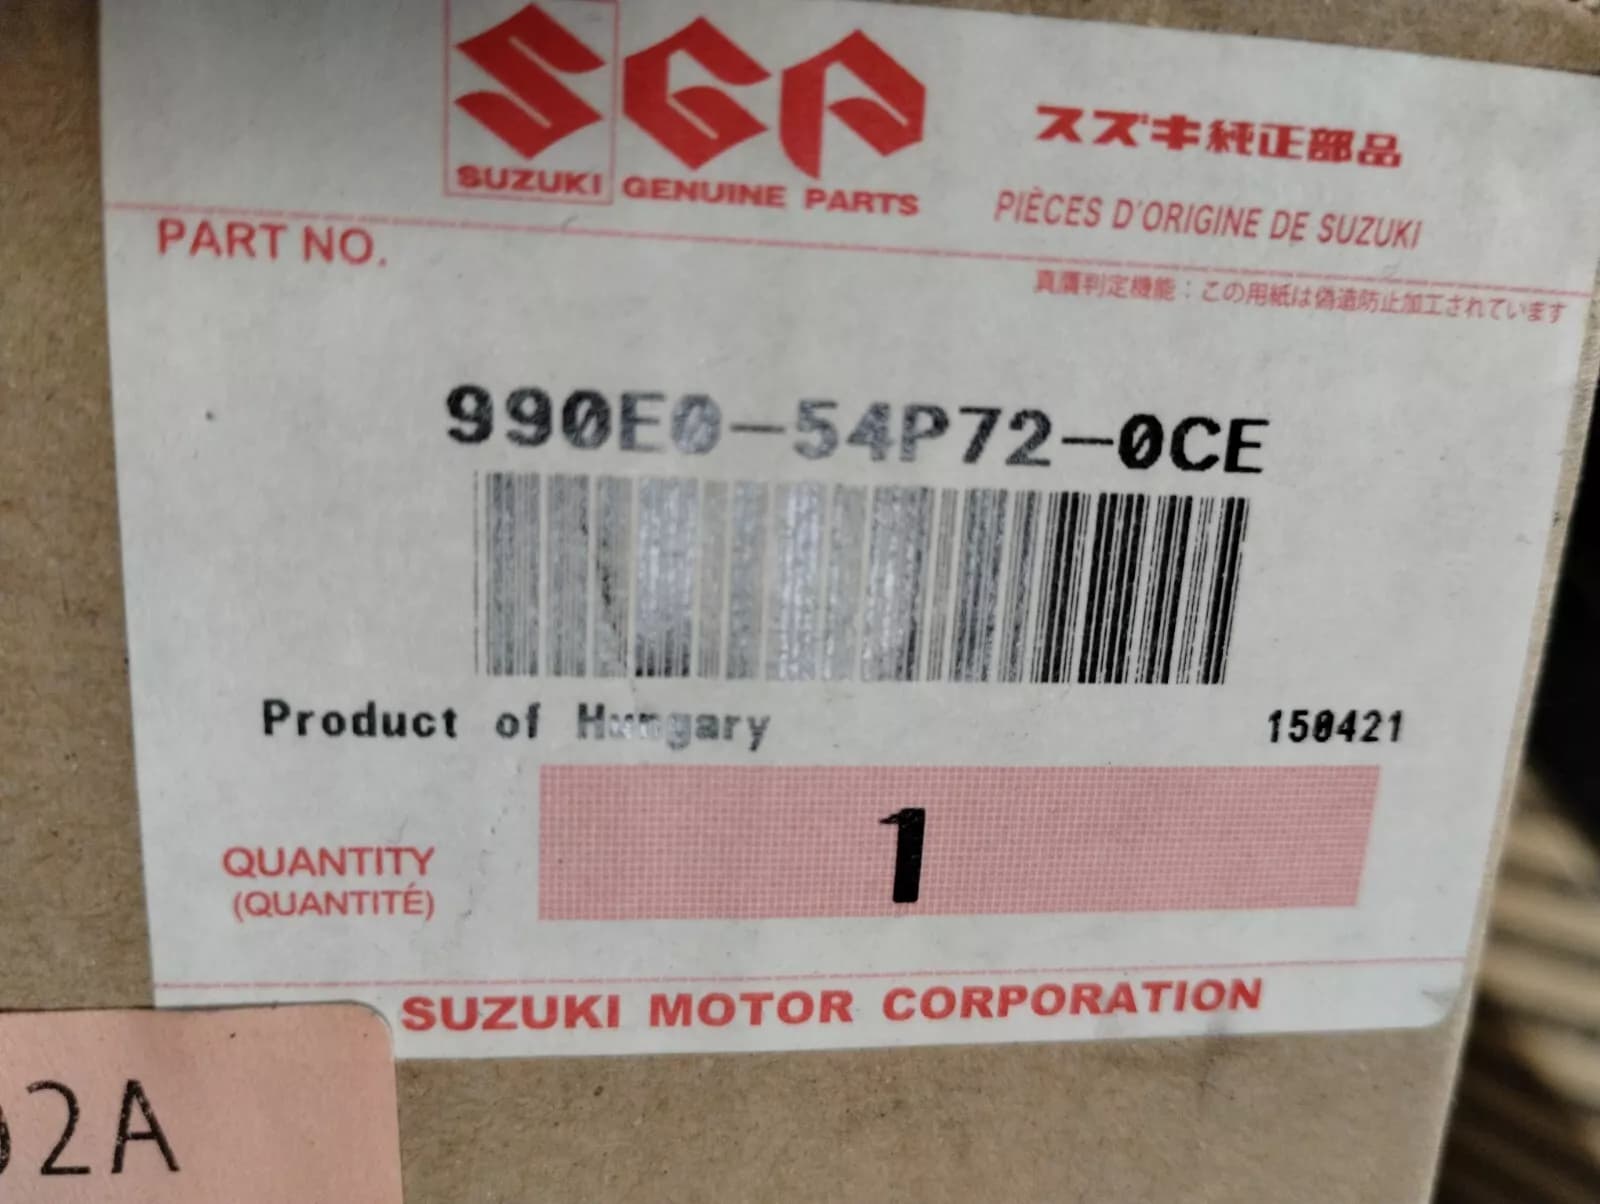 SGP
SUZUKI GENUINE PARTS
スズキ純正部品
PIÈCES D'ORIGINE DE SUZUKI
PART NO.
真贋判定機能：この用紙は偽造防止加工されています
990E0-54P72-0CE
Product of Hungary
150421
QUANTITY
(QUANTITÉ)
1
SUZUKI MOTOR CORPORATION
2A